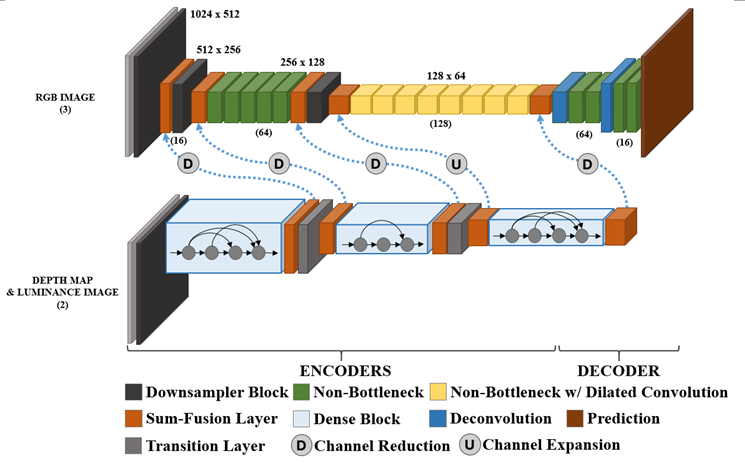 1024 x 512
512 x 256
256 x 128
128 x 64
RGB IMAGE
(3)
(16)
(64)
(128)
(64)
(16)
D
D
D
U
D
DEPTH MAP
& LUMINANCE IMAGE
(2)
ENCODERS
DECODER
Downsampler Block
Non-Bottleneck
Non-Bottleneck w/ Dilated Convolution
Sum-Fusion Layer
Dense Block
Deconvolution
Prediction
Transition Layer
D Channel Reduction
U Channel Expansion